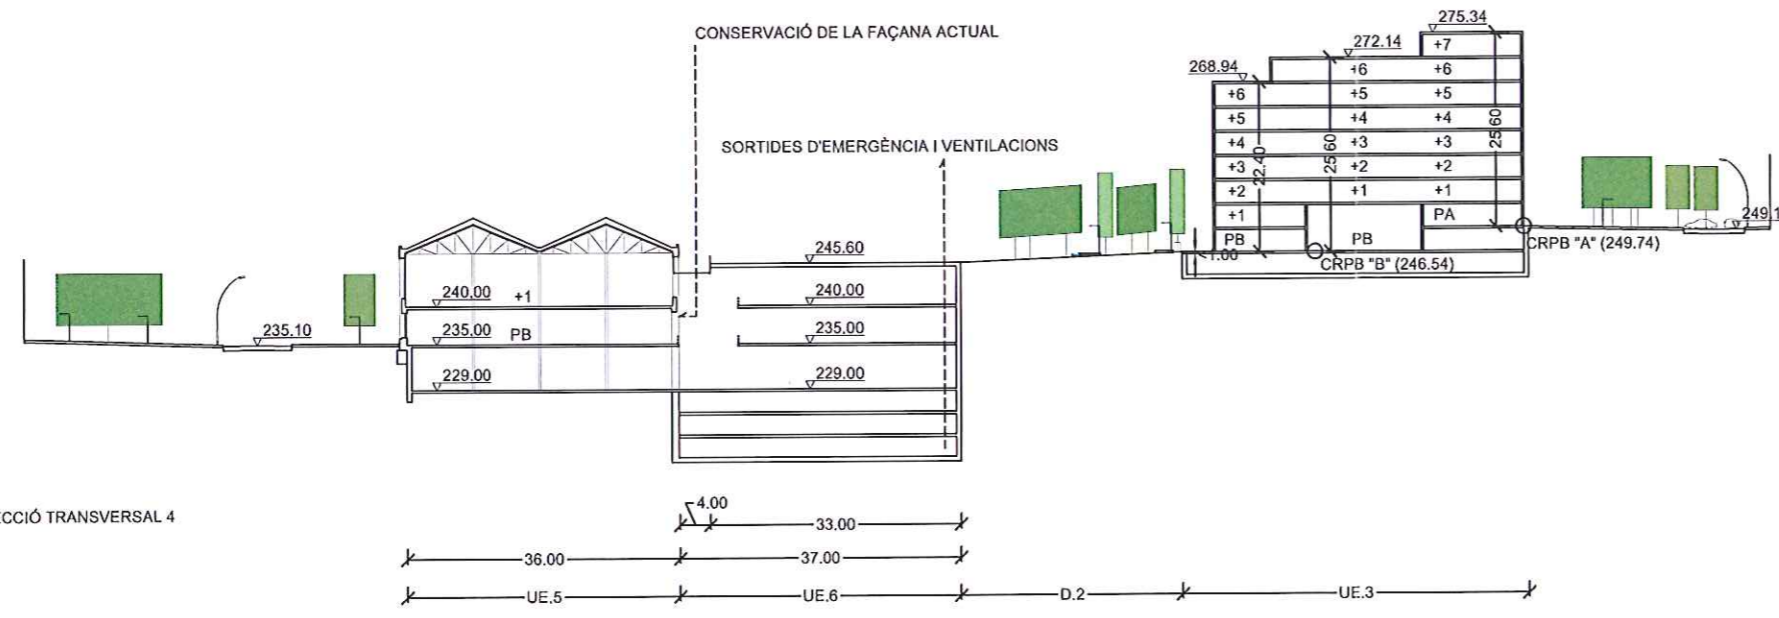 CONSERVACIÓ DE LA FAÇANA ACTUAL
SORTIDES D'EMERGÈNCIA I VENTILACIONS
275.34
272.14
268.94
+7
+6 +6
+6 +5 +5
+5 +4 +4
+4 +3 +3
+3 +2 +2
+2 +1 +1
+1 PA
PB PB
22.40
25.60
25.60
1.00
CRPB "A" (249.74)
CRPB "B" (246.54)
249.1
245.60
240.00 +1
240.00
235.10
235.00 PB
235.00
229.00
229.00
ECCIÓ TRANSVERSAL 4
4.00
33.00
36.00
37.00
UE.5
UE.6
D.2
UE.3